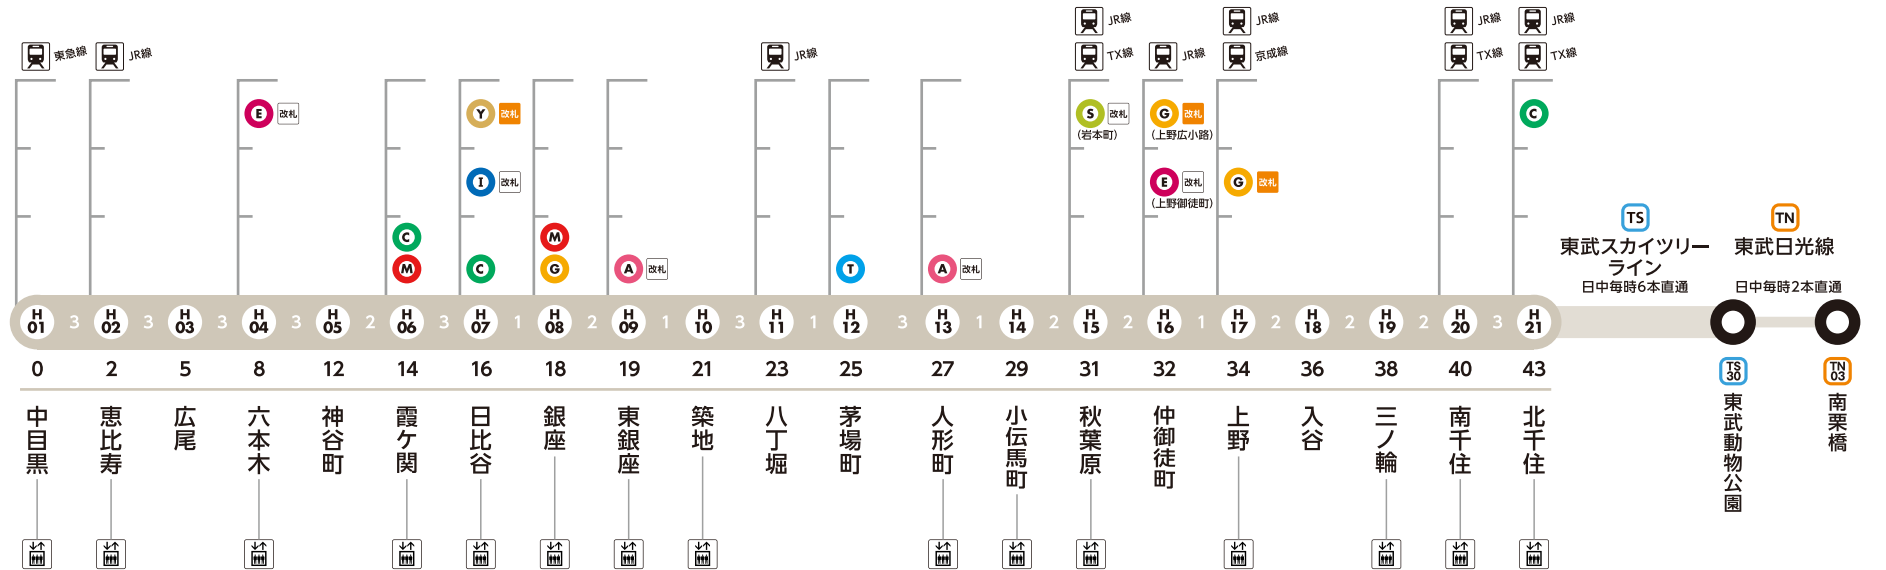 JR線
JR線
JR線
JR線
東急線
JR線
JR線
TX線
JR線
京成線
TX線
TX線
E 改札
Y 改札
S 改札
G 改札
C
(岩本町)
(上野広小路)
I 改札
E 改札
G 改札
(上野御徒町)
C
M
M
C
G
A 改札
T
A 改札
TS
TN
東武スカイツリー
ライン
東武日光線
日中毎時6本直通
日中毎時2本直通
H 01 3 H 02 3 H 03 3 H 04 3 H 05 2 H 06 3 H 07 1 H 08 2 H 09 1 H 10 3 H 11 1 H 12 3 H 13 1 H 14 2 H 15 2 H 16 1 H 17 2 H 18 2 H 19 2 H 20 3 H 21
0 2 5 8 12 14 16 18 19 21 23 25 27 29 31 32 34 36 38 40 43
TS 30
TN 03
中目黒
恵比寿
広尾
六本木
神谷町
霞ケ関
日比谷
銀座
東銀座
築地
八丁堀
茅場町
人形町
小伝馬町
秋葉原
仲御徒町
上野
入谷
三ノ輪
南千住
北千住
東武動物公園
南栗橋